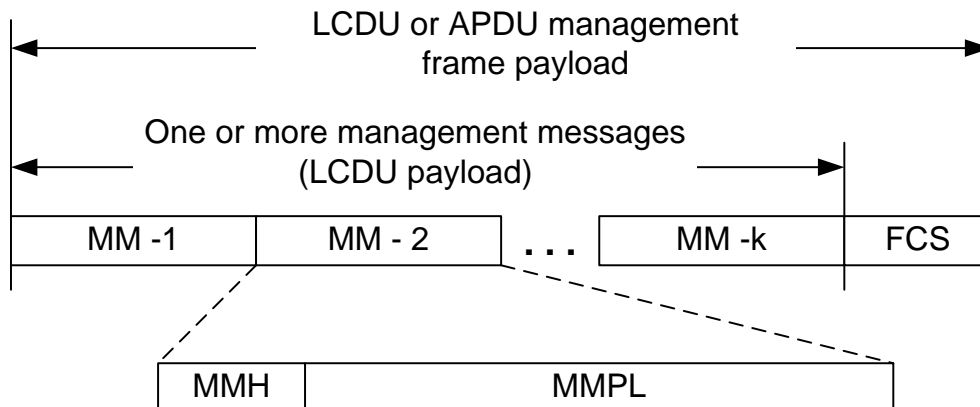 LCDU or APDU management
frame payload
One or more management messages
(LCDU payload)
MM -1 MM - 2 . . . MM -k FCS
MMH MMPL